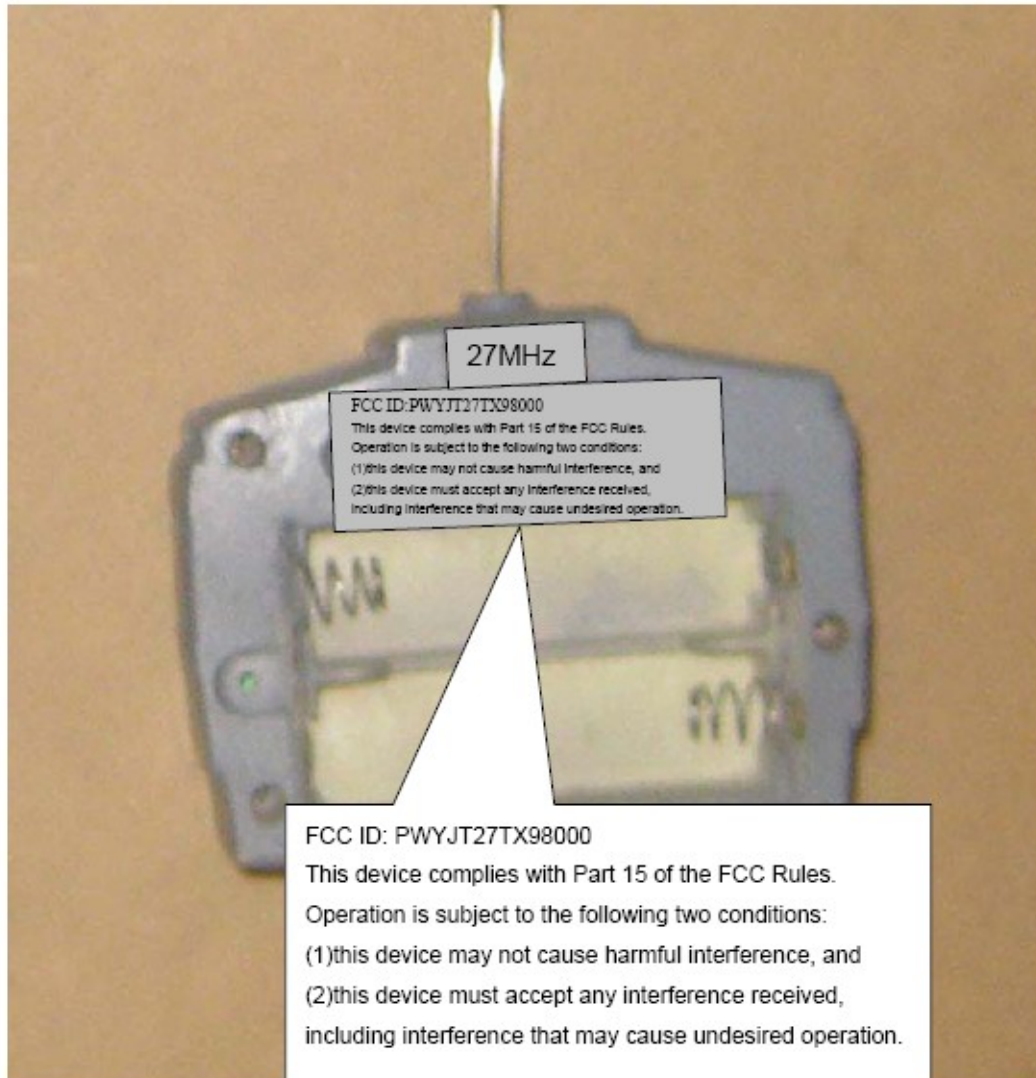 27MHz
FCC ID:PWYJT27TX98000
This device complies with Part 15 of the FCC Rules.
Operation is subject to the following two conditions:
(1)this device may not cause harmful interference, and
(2)this device must accept any interference received,
including interference that may cause undesired operation.
FCC ID: PWYJT27TX98000
This device complies with Part 15 of the FCC Rules.
Operation is subject to the following two conditions:
(1)this device may not cause harmful interference, and
(2)this device must accept any interference received,
including interference that may cause undesired operation.